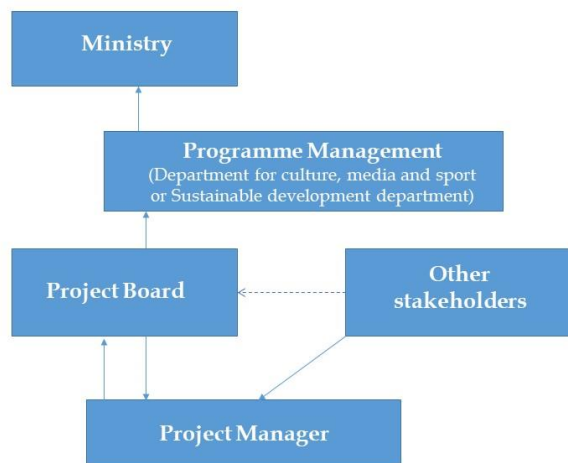 Ministry
Programme Management
(Department for culture, media and sport
or Sustainable development department)
Project Board
Other
stakeholders
Project Manager